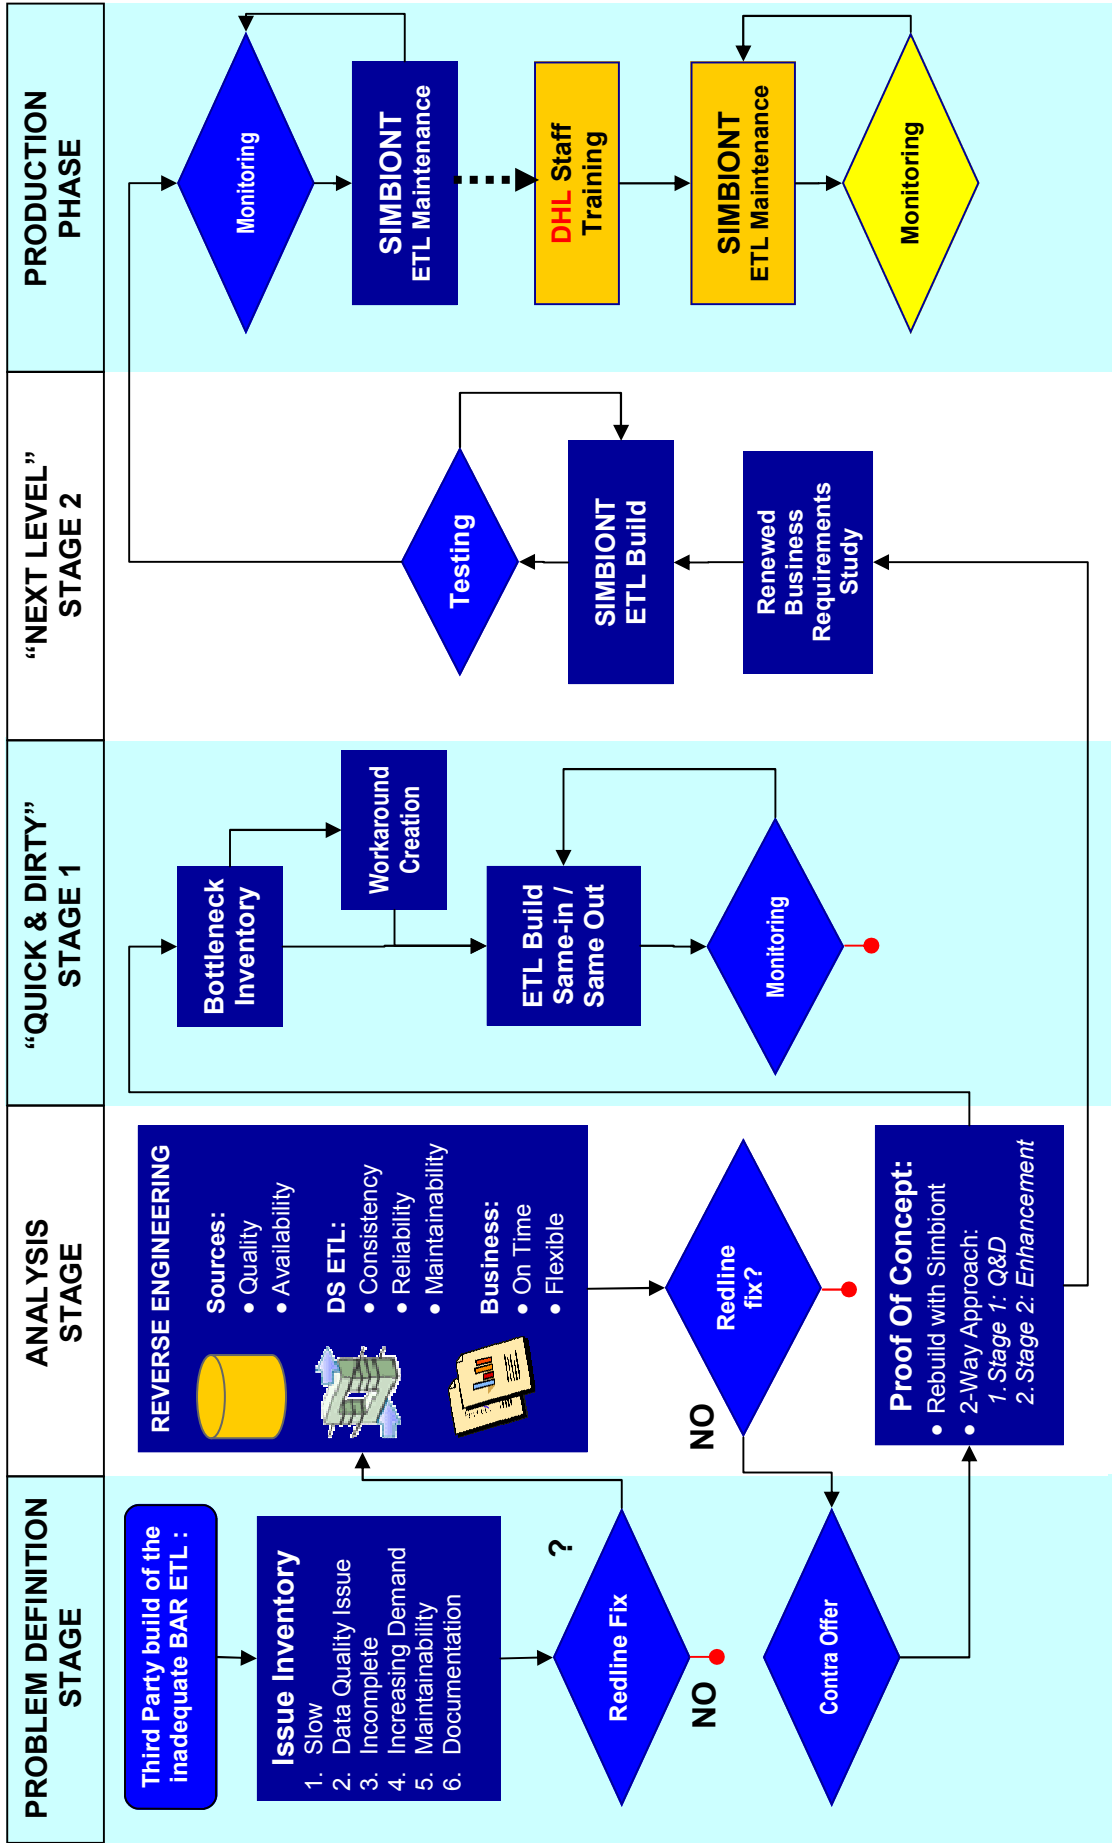 PROBLEM DEFINITION
STAGE
Third Party build of the
inadequate BAR ETL :
Issue Inventory
1. Slow
2. Data Quality Issue
3. Incomplete
4. Increasing Demand
5. Maintainability
6. Documentation
?
Redline Fix
NO
Contra Offer
ANALYSIS
STAGE
REVERSE ENGINEERING
Sources:
• Quality
• Availability
DS ETL:
• Consistency
• Reliability
• Maintainability
Business:
• On Time
• Flexible
NO
Redline
fix?
Proof Of Concept:
• Rebuild with Simbiont
• 2-Way Approach:
1.Stage 1: Q&D
2.Stage 2: Enhancement
“QUICK & DIRTY”
STAGE 1
Bottleneck
Inventory
Workaround
Creation
ETL Build
Same-in /
Same Out
Monitoring
“NEXT LEVEL”
STAGE 2
Testing
SIMBIONT
ETL Build
Renewed
Business
Requirements
Study
PRODUCTION
PHASE
Monitoring
SIMBIONT
ETL Maintenance
DHL Staff
Training
SIMBIONT
ETL Maintenance
Monitoring